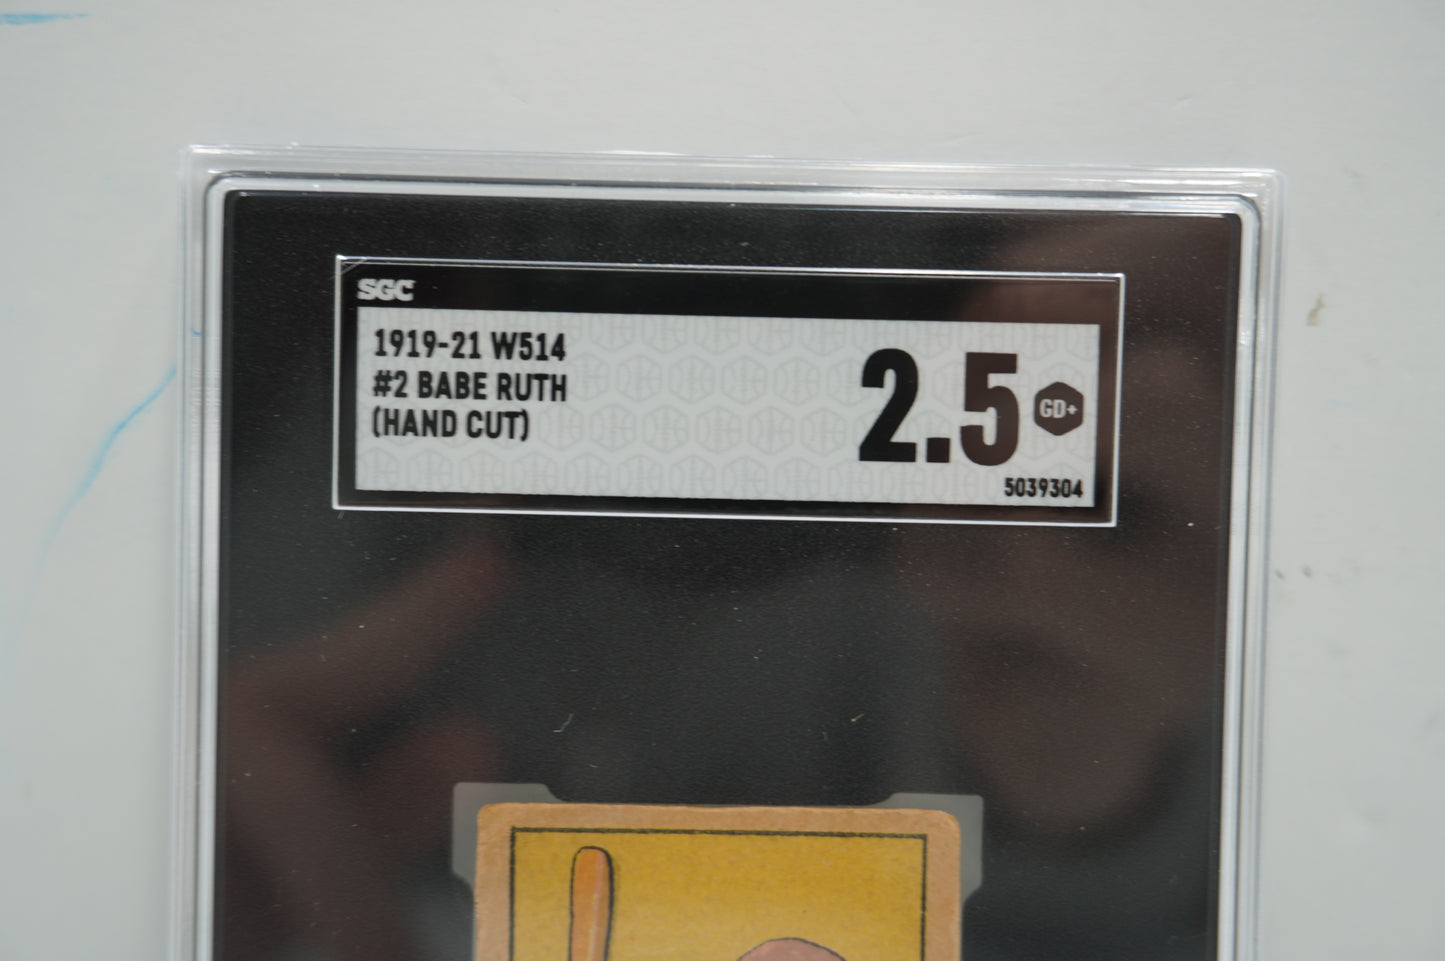 SGC
1919-21 W514
#2 BABE RUTH
(HAND CUT)
2.5 GD+
5039304